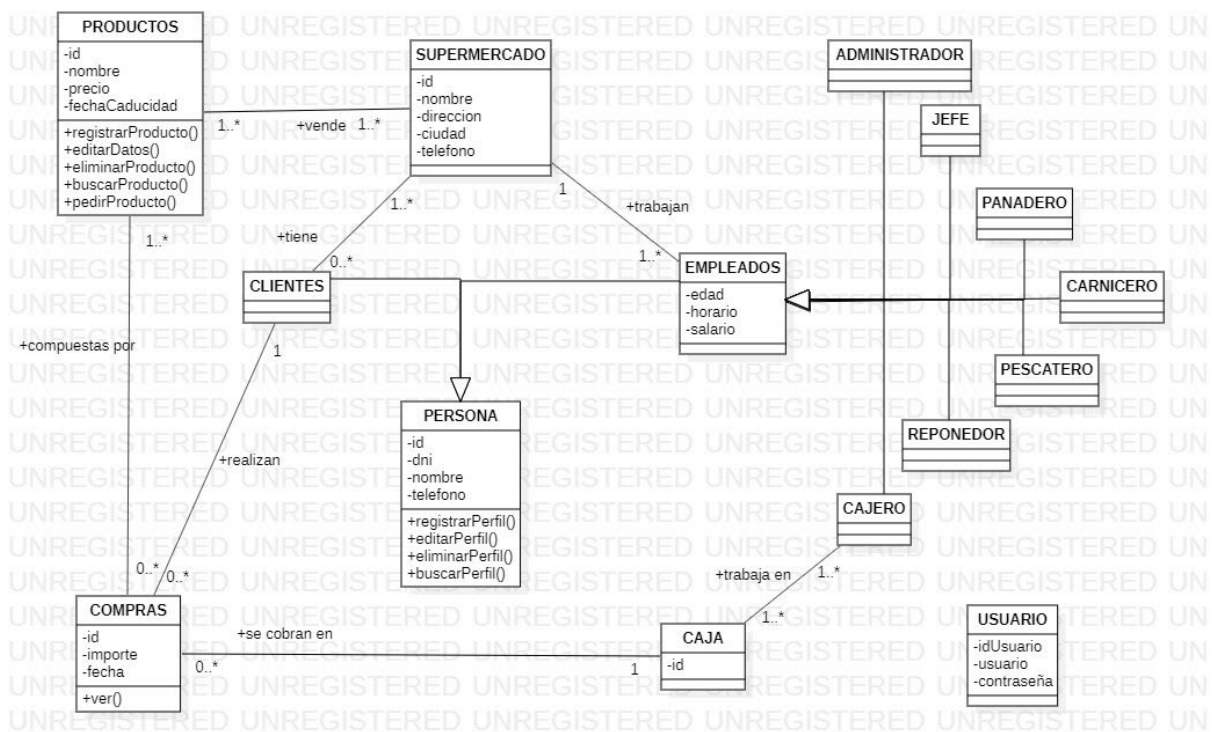 PRODUCTOS
-id
-nombre
-precio
-fechaCaducidad
+registrarProducto()
+editarDatos()
+eliminarProducto()
+buscarProducto()
+pedirProducto()
1..*
+vende
1..*
SUPERMERCADO
-id
-nombre
-direccion
-ciudad
-telefono
ADMINISTRADOR
JEFE
PANADERO
CARNICERO
PESCATERO
REPONEDOR
CAJERO
1
+trabajan
1..*
1..*
+tiene
0..*
CLIENTES
EMPLEADOS
-edad
-horario
-salario
1..*
+compuestas por
0..*
1
+realizan
0..*
PERSONA
-id
-dni
-nombre
-telefono
+registrarPerfil()
+editarPerfil()
+eliminarPerfil()
+buscarPerfil()
+trabaja en
1..*
1..*
COMPRAS
-id
-importe
-fecha
+ver()
+se cobran en
0..*
1
CAJA
-id
USUARIO
-idUsuario
-usuario
-contraseña
UNREGISTERED